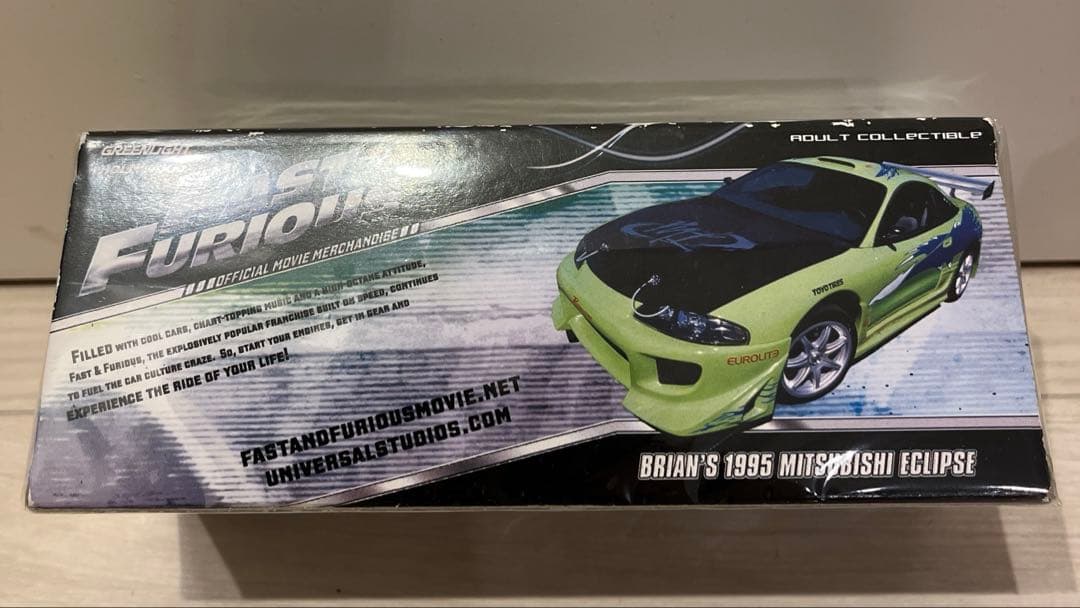 GREENLIGHT
HOLLYWOOD
FAST &
FURIOUS
OFFICIAL MOVIE MERCHANDISE
FILLED WITH COOL CARS, CHART-TOPPING MUSIC AND A HIGH-OCTANE ATTITUDE,
FAST & FURIOUS, THE EXPLOSIVELY POPULAR FRANCHISE BUILT ON SPEED, CONTINUES
TO FUEL THE CAR CULTURE CRAZE. SO, START YOUR ENGINES, GET IN GEAR AND
EXPERIENCE THE RIDE OF YOUR LIFE!
FASTANDFURIOUSMOVIE.NET
UNIVERSALSTUDIOS.COM
ADULT COLLECTIBLE
TOYO TIRES
EUROLITE
BRIAN'S 1995 MITSUBISHI ECLIPSE